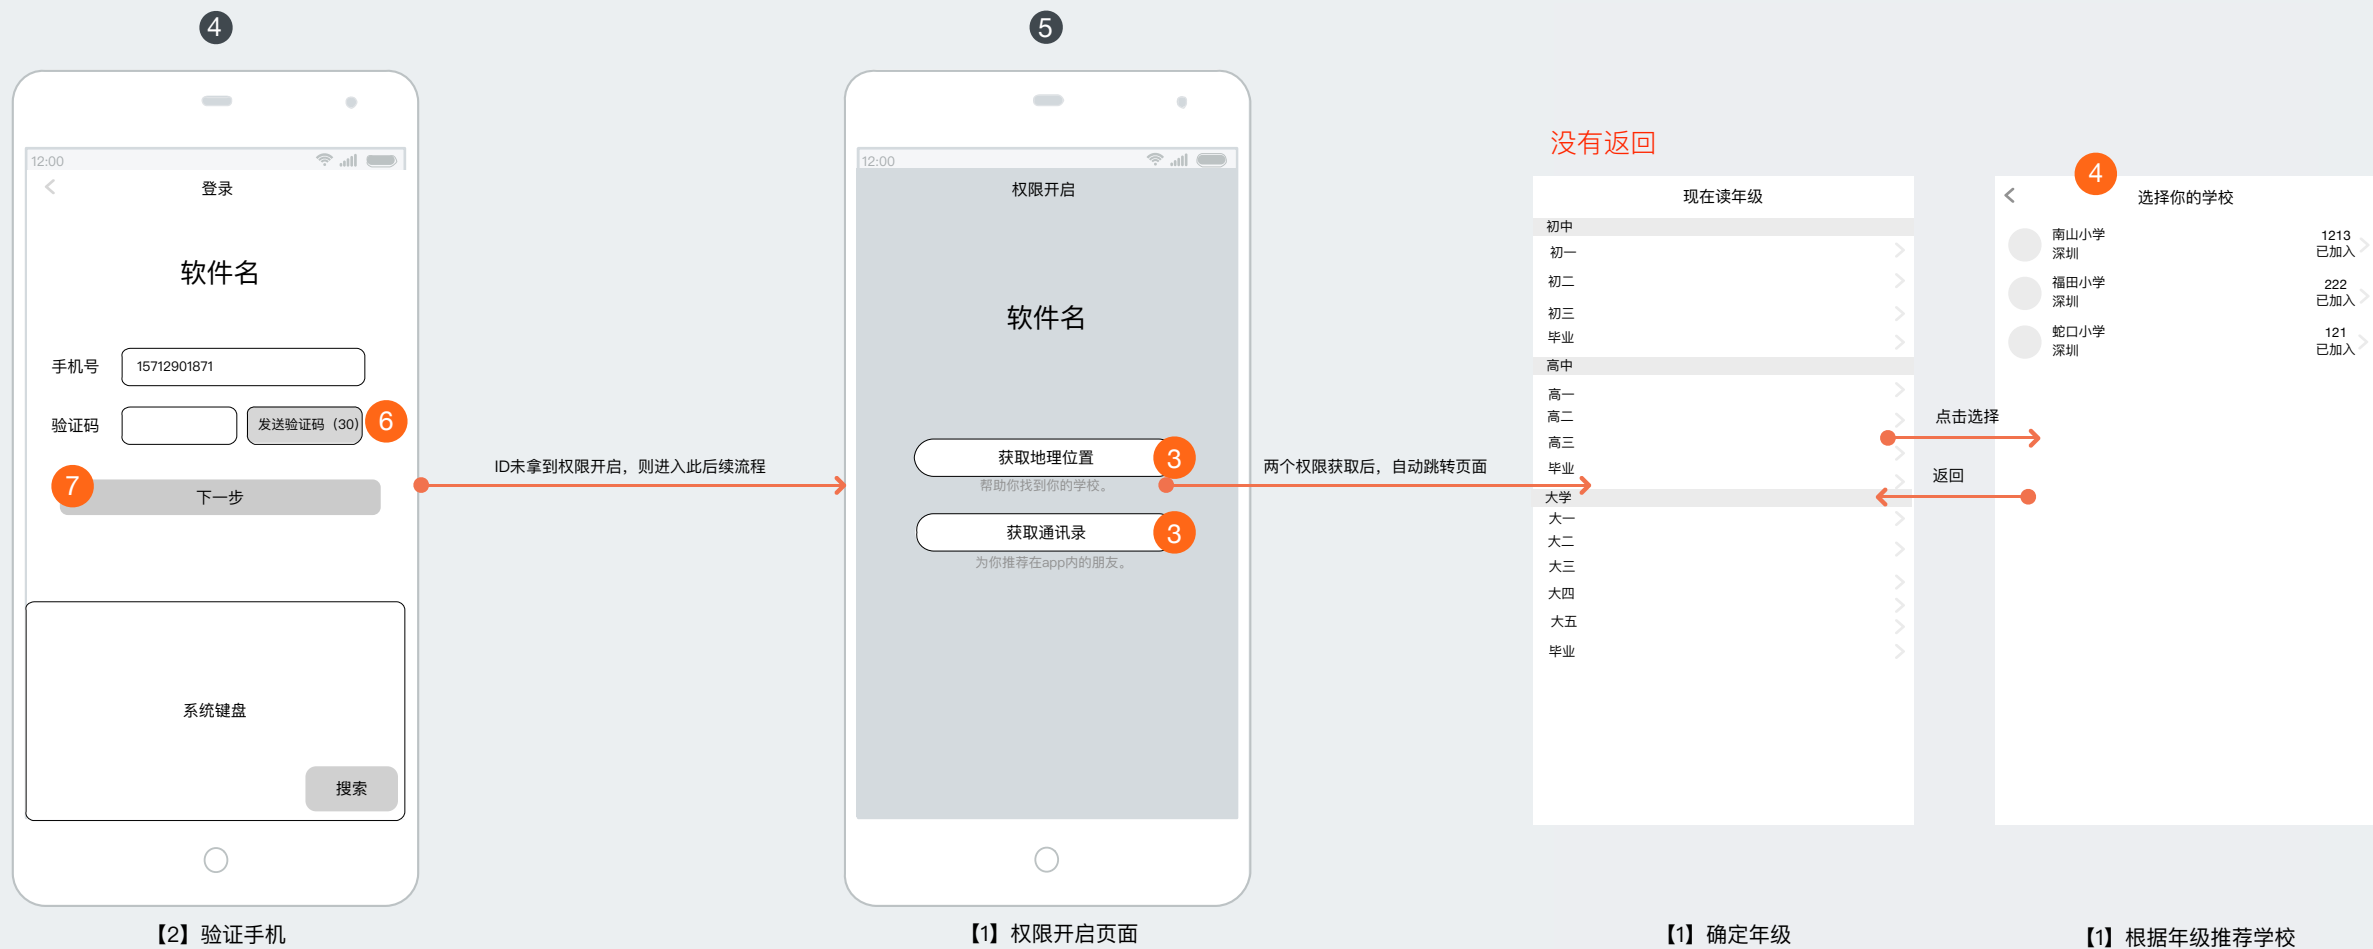 4
12:00
登录
软件名
手机号
15712901871
验证码
发送验证码（30）
6
7
下一步
系统键盘
搜索
【2】验证手机
ID未拿到权限开启，则进入此后续流程
5
12:00
权限开启
软件名
获取地理位置
3
帮助你找到你的学校。
获取通讯录
3
为你推荐在app内的朋友。
【1】权限开启页面
两个权限获取后，自动跳转页面
没有返回
现在读年级
初中
初一
初二
初三
毕业
高中
高一
高二
高三
毕业
大学
大一
大二
大三
大四
大五
毕业
【1】确定年级
点击选择
返回
4
选择你的学校
南山小学
深圳
1213
已加入
福田小学
深圳
222
已加入
蛇口小学
深圳
121
已加入
【1】根据年级推荐学校